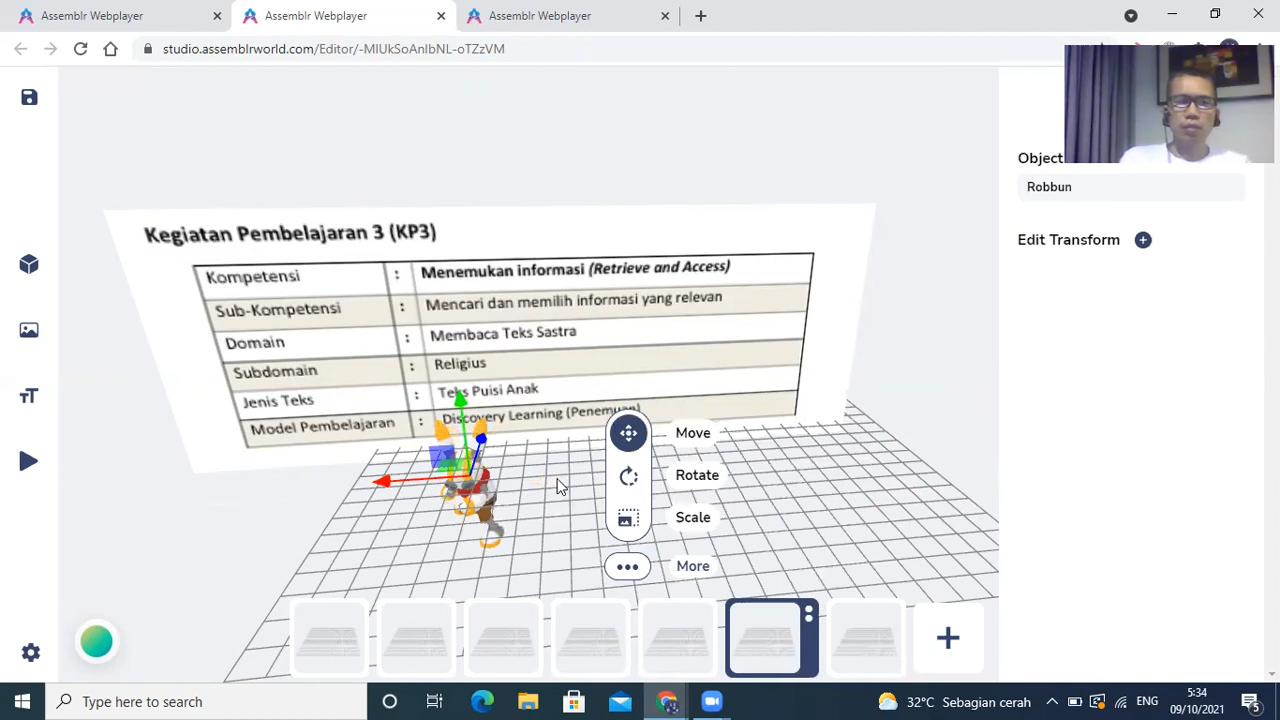 Assemblr Webplayer
Assemblr Webplayer
Assemblr Webplayer
studio.assemblrworld.com/Editor/-MlUkSoAnlbNL-oTZzVM
Object
Robbun
Edit Transform
Kegiatan Pembelajaran 3 (KP3)
Kompetensi : Menemukan informasi (Retrieve and Access)
Sub-Kompetensi : Mencari dan memilih informasi yang relevan
Domain : Membaca Teks Sastra
Subdomain : Religius
Jenis Teks : Teks Puisi Anak
Model Pembelajaran : Discovery Learning (Penemuan)
Move
Rotate
Scale
More
Type here to search
32°C Sebagian cerah
ENG
5:34
09/10/2021
5